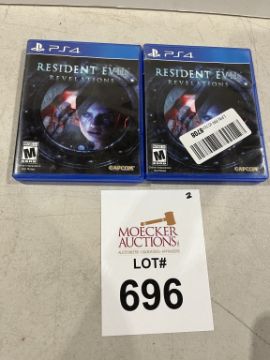 PS4
RESIDENT EVIL
REVELATIONS
M
CAPCOM
PS4
RESIDENT EVIL
REVELATIONS
M
CAPCOM
2
MOECKER
AUCTIONS
LOT#
696